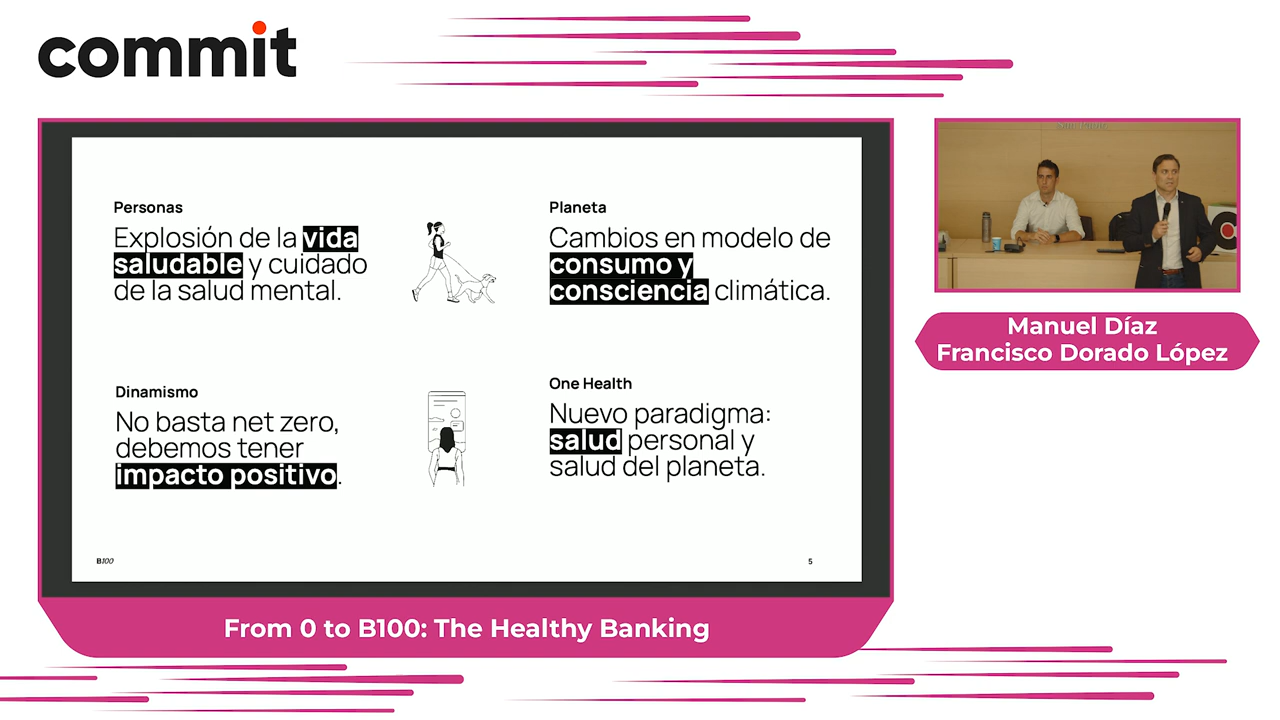 commit
Personas
Explosión de la vida
saludable y cuidado
de la salud mental.
Planeta
Cambios en modelo de
consumo y
consciencia climática.
Dinamismo
No basta net zero,
debemos tener
impacto positivo.
One Health
Nuevo paradigma:
salud personal y
salud del planeta.
B100
5
Manuel Díaz
Francisco Dorado López
From 0 to B100: The Healthy Banking